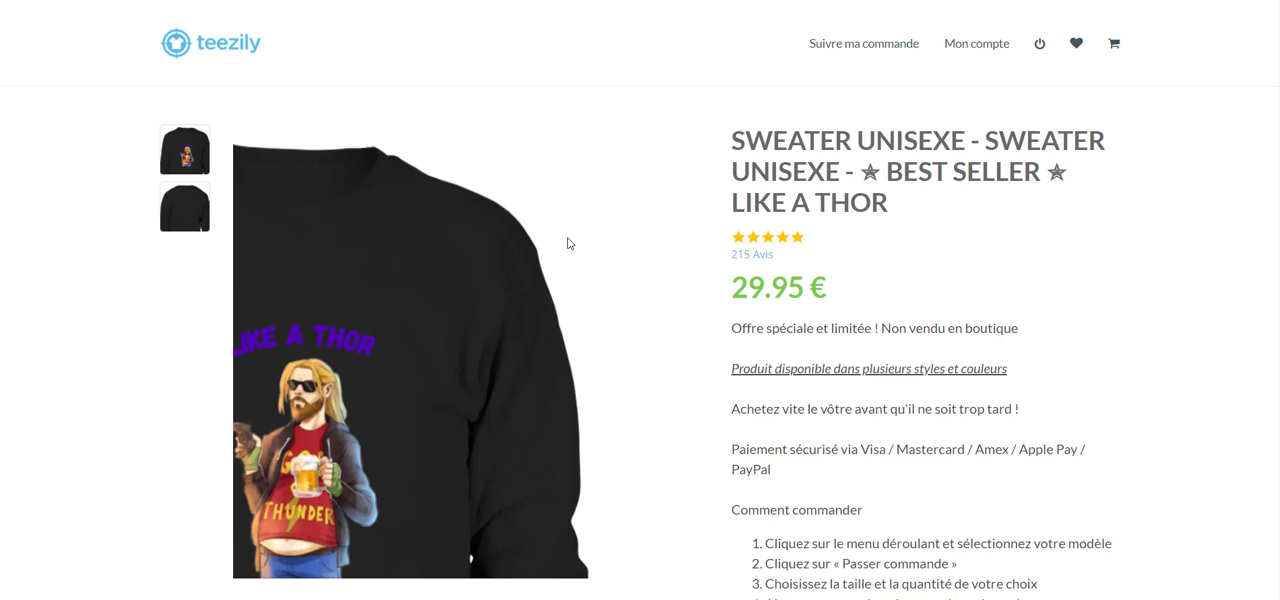 teezily
Suivre ma commande
Mon compte
SWEATER UNISEXE - SWEATER
UNISEXE - ✯ BEST SELLER ✯
LIKE A THOR
215 Avis
29.95 €
Offre spéciale et limitée ! Non vendu en boutique
Produit disponible dans plusieurs styles et couleurs
Achetez vite le vôtre avant qu'il ne soit trop tard !
Paiement sécurisé via Visa / Mastercard / Amex / Apple Pay /
PayPal
Comment commander
1. Cliquez sur le menu déroulant et sélectionnez votre modèle
2. Cliquez sur « Passer commande »
3. Choisissez la taille et la quantité de votre choix
LIKE A THOR
THUNDER